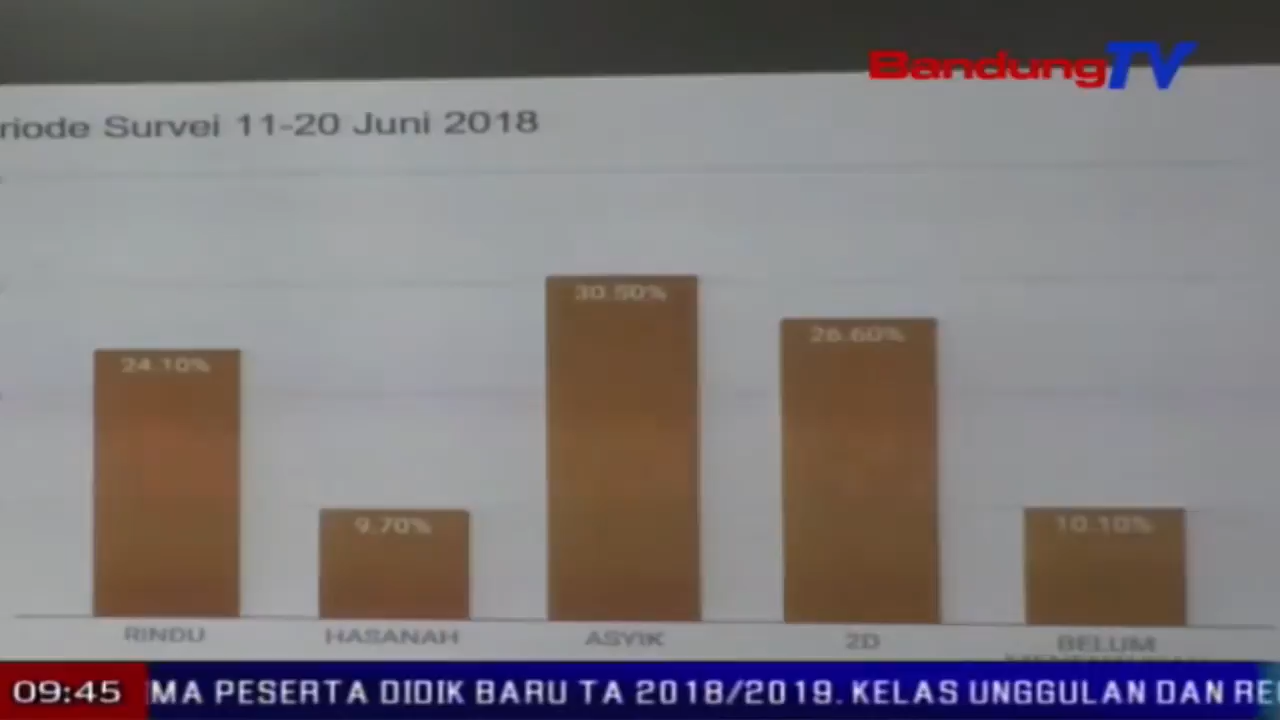 BandungTV
riode Survei 11-20 Juni 2018
30.50%
26.60%
24.10%
9.70%
10.10%
RINDU
HASANAH
ASYIK
2D
BELUM
09:45
MA PESERTA DIDIK BARU TA 2018/2019. KELAS UNGGULAN DAN RE